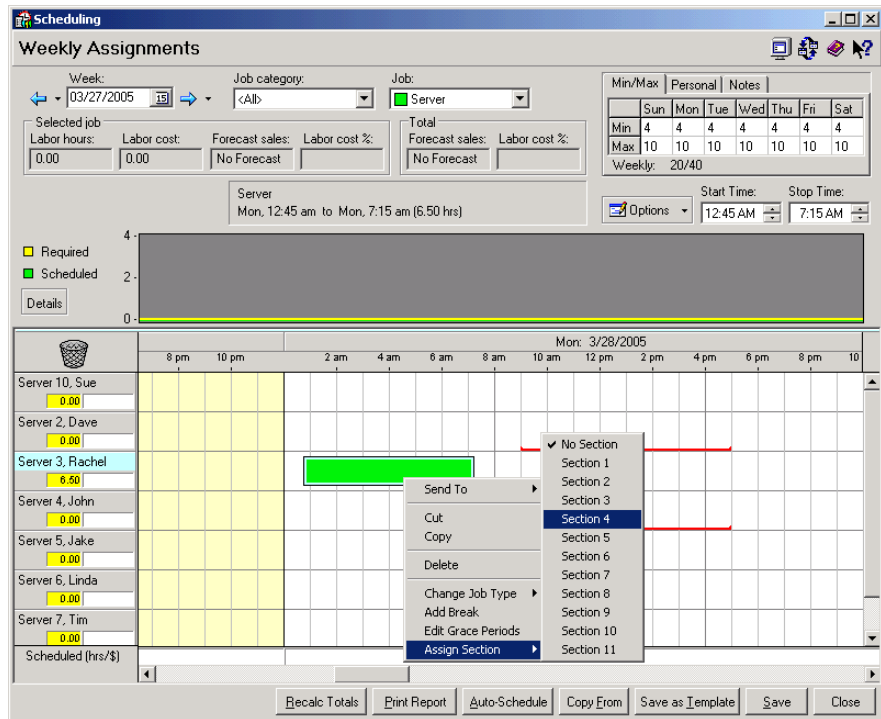 Scheduling
Weekly Assignments
Week:
Job category:
Job:
03/27/2005
15
<All>
Server
Min/Max
Personal
Notes
Sun Mon Tue Wed Thu Fri Sat
Min 4 4 4 4 4 4 4
Max 10 10 10 10 10 10 10
Weekly: 20/40
Selected job
Labor hours: Labor cost: Forecast sales: Labor cost %:
0.00 0.00 No Forecast
Total
Forecast sales: Labor cost %:
No Forecast
Server
Mon, 12:45 am to Mon, 7:15 am (6.50 hrs)
Options
Start Time: Stop Time:
12:45 AM 7:15 AM
Required
Scheduled
Details
4
2
0
Mon: 3/28/2005
8 pm 10 pm 2 am 4 am 6 am 8 am 10 am 12 pm 2 pm 4 pm 6 pm 8 pm 10
Server 10, Sue
0.00
Server 2, Dave
0.00
Server 3, Rachel
6.50
Server 4, John
0.00
Server 5, Jake
0.00
Server 6, Linda
0.00
Server 7, Tim
0.00
Scheduled (hrs/$)
Send To
Cut
Copy
Delete
Change Job Type
Add Break
Edit Grace Periods
Assign Section
No Section
Section 1
Section 2
Section 3
Section 4
Section 5
Section 6
Section 7
Section 8
Section 9
Section 10
Section 11
Recalc Totals
Print Report
Auto-Schedule
Copy From
Save as Template
Save
Close